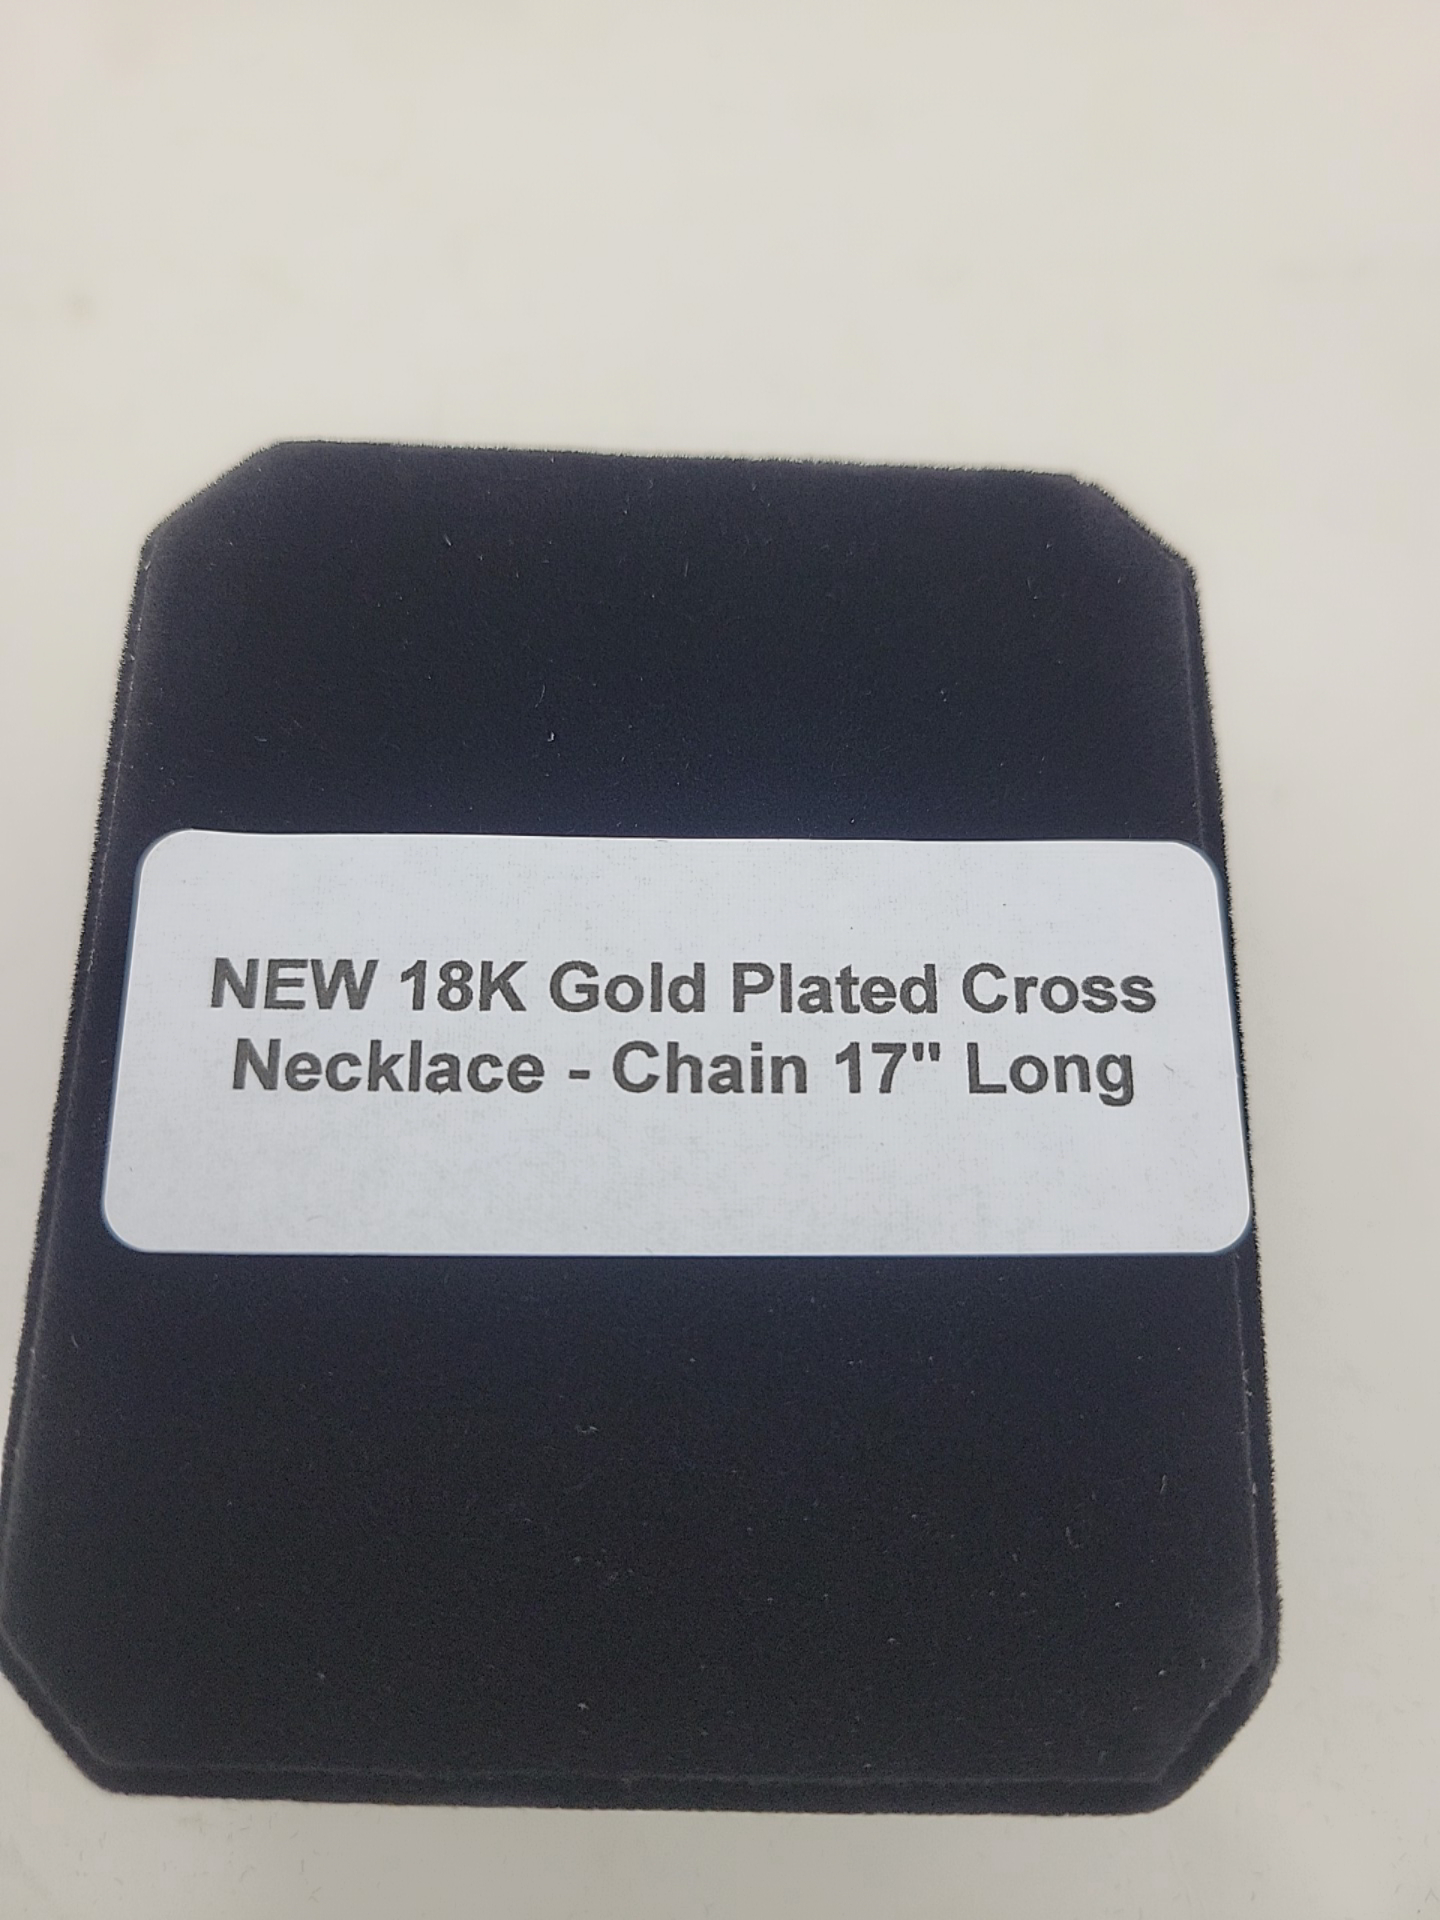 NEW 18K Gold Plated Cross
Necklace - Chain 17" Long